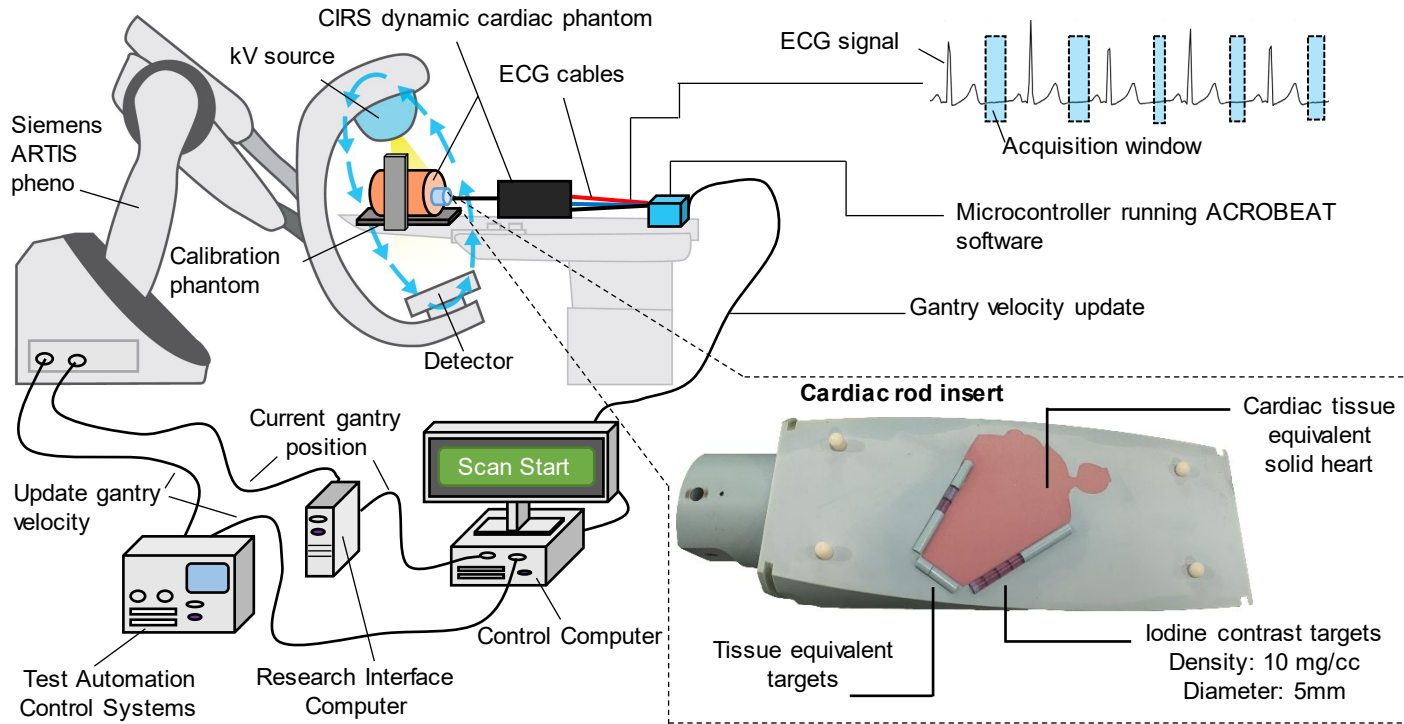 CIRS dynamic cardiac phantom
kV source
ECG cables
ECG signal
Siemens
ARTIS
pheno
Acquisition window
Microcontroller running ACROBEAT
software
Calibration
phantom
Gantry velocity update
Detector
Cardiac rod insert
Cardiac tissue
equivalent
solid heart
Current gantry
position
Scan Start
Update gantry
velocity
Control Computer
Test Automation
Control Systems
Research Interface
Computer
Tissue equivalent
targets
Iodine contrast targets
Density: 10 mg/cc
Diameter: 5mm